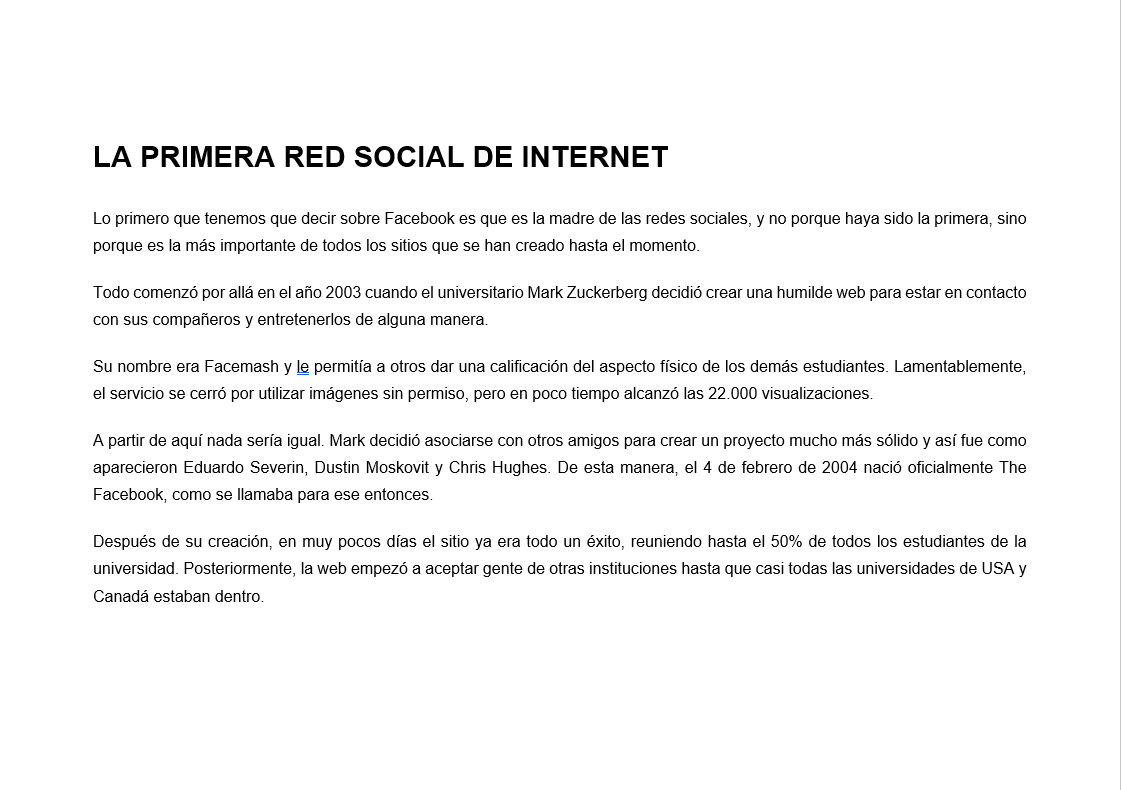 LA PRIMERA RED SOCIAL DE INTERNET
Lo primero que tenemos que decir sobre Facebook es que es la madre de las redes sociales, y no porque haya sido la primera, sino
porque es la más importante de todos los sitios que se han creado hasta el momento.
Todo comenzó por allá en el año 2003 cuando el universitario Mark Zuckerberg decidió crear una humilde web para estar en contacto
con sus compañeros y entretenerlos de alguna manera.
Su nombre era Facemash y le permitía a otros dar una calificación del aspecto físico de los demás estudiantes. Lamentablemente,
el servicio se cerró por utilizar imágenes sin permiso, pero en poco tiempo alcanzó las 22.000 visualizaciones.
A partir de aquí nada sería igual. Mark decidió asociarse con otros amigos para crear un proyecto mucho más sólido y así fue como
aparecieron Eduardo Severin, Dustin Moskovit y Chris Hughes. De esta manera, el 4 de febrero de 2004 nació oficialmente The
Facebook, como se llamaba para ese entonces.
Después de su creación, en muy pocos días el sitio ya era todo un éxito, reuniendo hasta el 50% de todos los estudiantes de la
universidad. Posteriormente, la web empezó a aceptar gente de otras instituciones hasta que casi todas las universidades de USA y
Canadá estaban dentro.